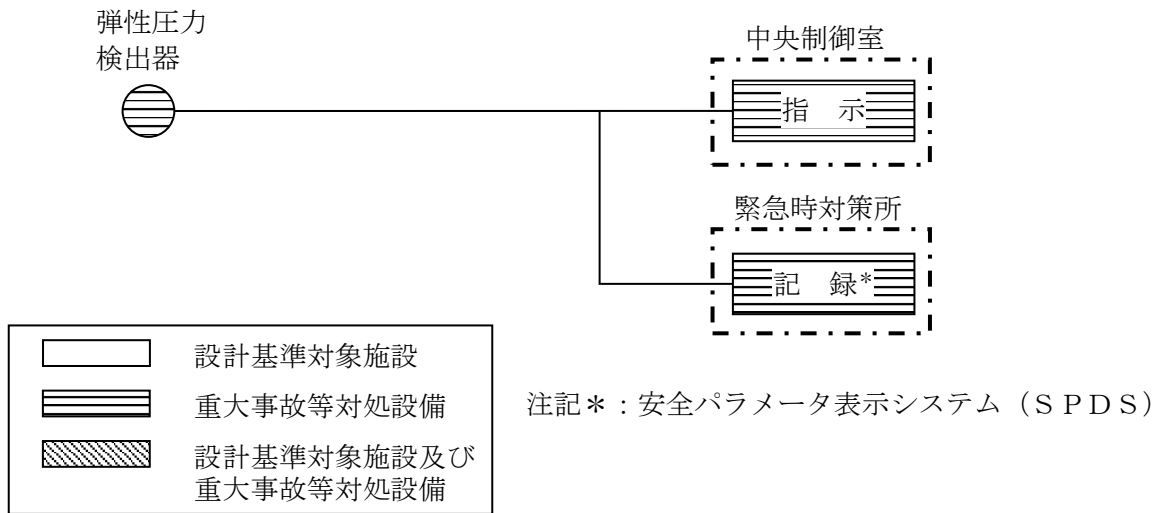 弾性圧力
検出器
中央制御室
指　示
緊急時対策所
記　録*
設計基準対象施設
重大事故等対処設備
設計基準対象施設及び
重大事故等対処設備
注記＊：安全パラメータ表示システム（ＳＰＤＳ）